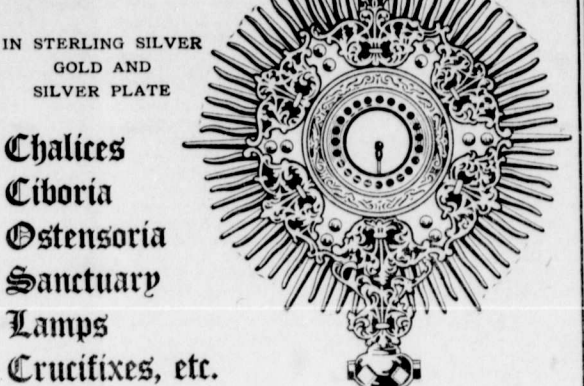 IN STERLING SILVER
GOLD AND
SILVER PLATE
Chalices
Ciboria
Ostensoria
Sanctuary
Lamps
Crucifixes, etc.